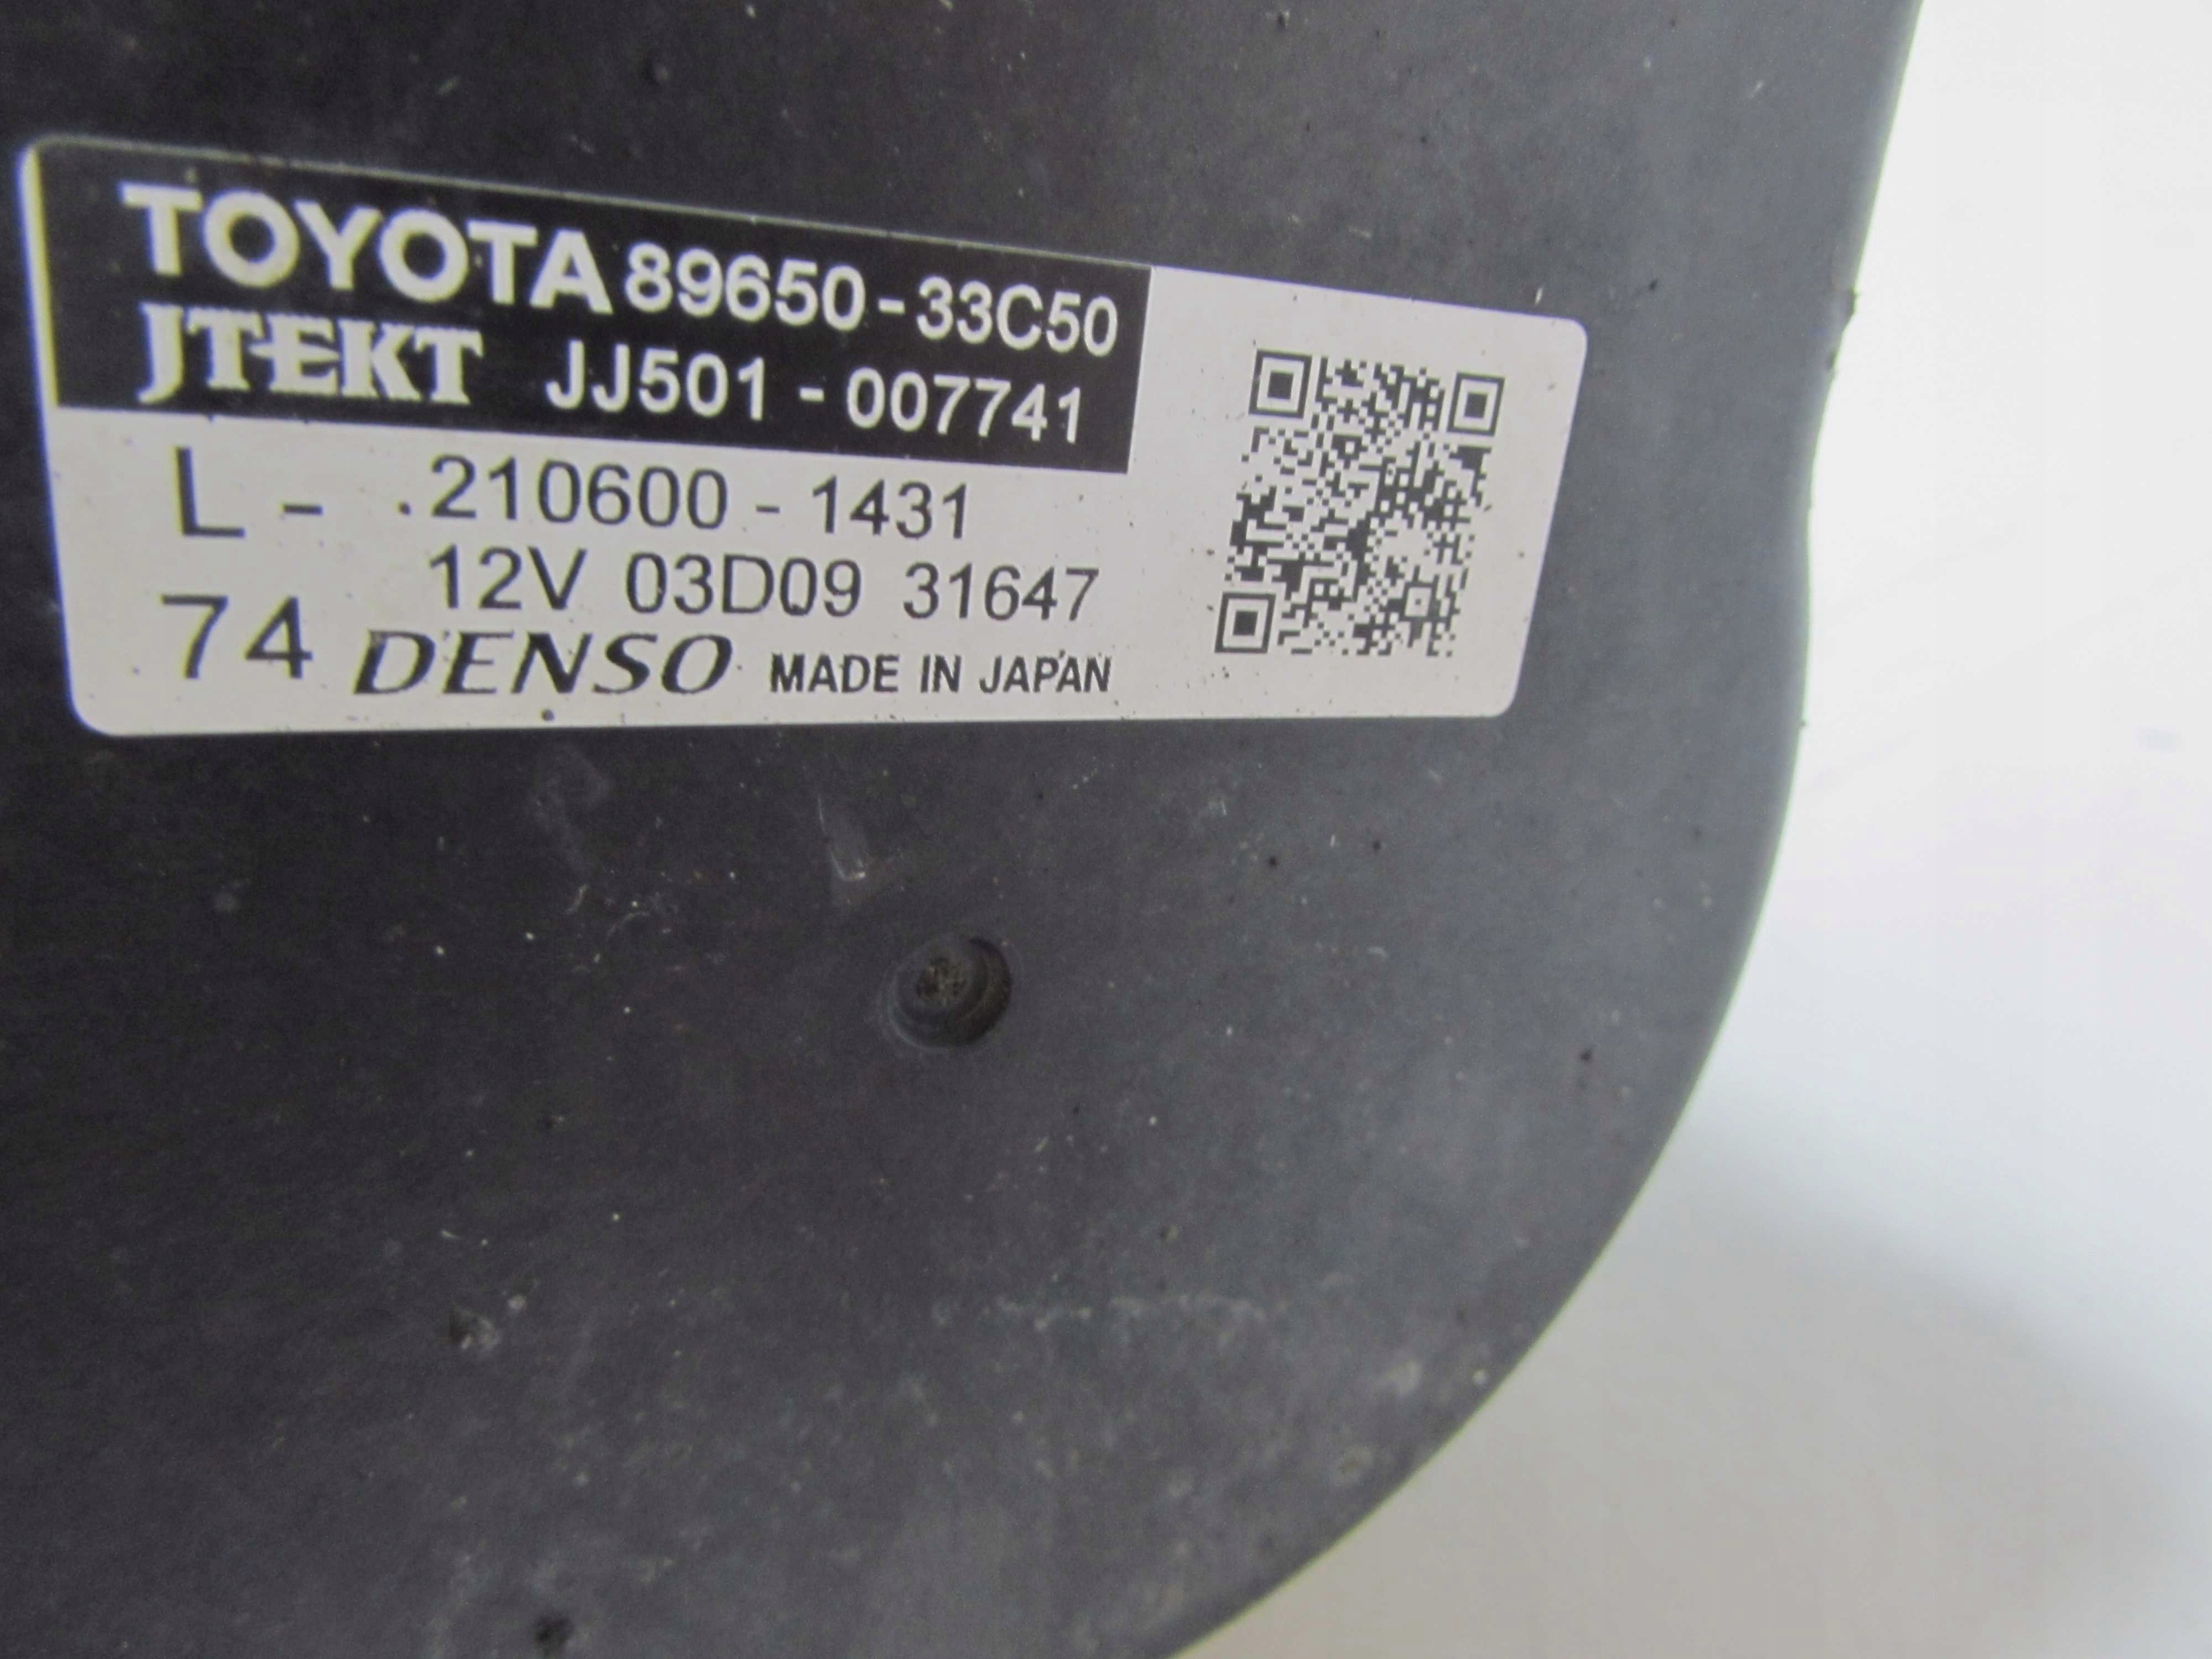 TOYOTA 89650-33C50
JTEKT JJ501-007741
L- .210600-1431
12V 03D09 31647
74 DENSO MADE IN JAPAN